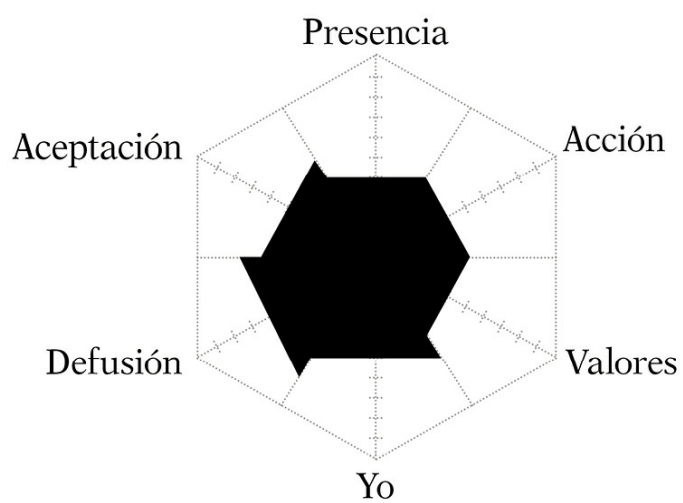 Presencia
Acción
Aceptación
Defusión
Valores
Yo